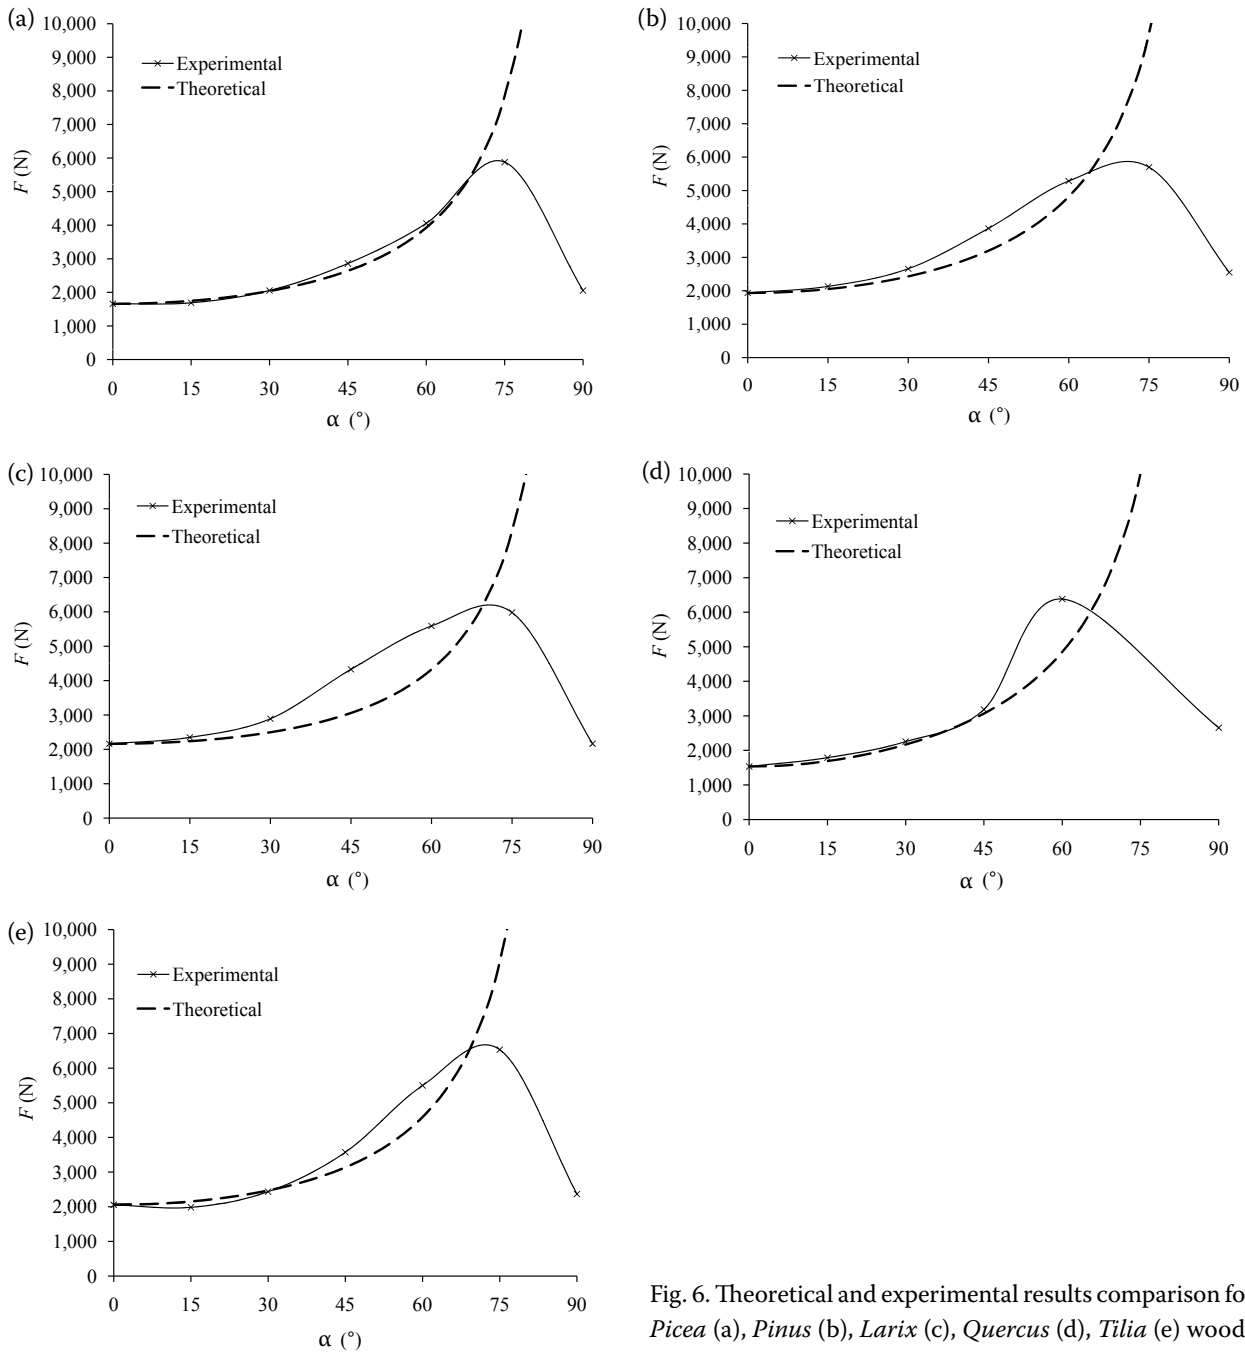 (a)
10,000
9,000
8,000
7,000
6,000
5,000
4,000
3,000
2,000
1,000
0
F (N)
Experimental
Theoretical
0 15 30 45 60 75 90
α (°)
(b)
10,000
9,000
8,000
7,000
6,000
5,000
4,000
3,000
2,000
1,000
0
F (N)
Experimental
Theoretical
0 15 30 45 60 75 90
α (°)
(c)
10,000
9,000
8,000
7,000
6,000
5,000
4,000
3,000
2,000
1,000
0
F (N)
Experimental
Theoretical
0 15 30 45 60 75 90
α (°)
(d)
10,000
9,000
8,000
7,000
6,000
5,000
4,000
3,000
2,000
1,000
0
F (N)
Experimental
Theoretical
0 15 30 45 60 75 90
α (°)
(e)
10,000
9,000
8,000
7,000
6,000
5,000
4,000
3,000
2,000
1,000
0
F (N)
Experimental
Theoretical
0 15 30 45 60 75 90
α (°)
Fig. 6. Theoretical and experimental results comparison fo
Picea (a), Pinus (b), Larix (c), Quercus (d), Tilia (e) wood